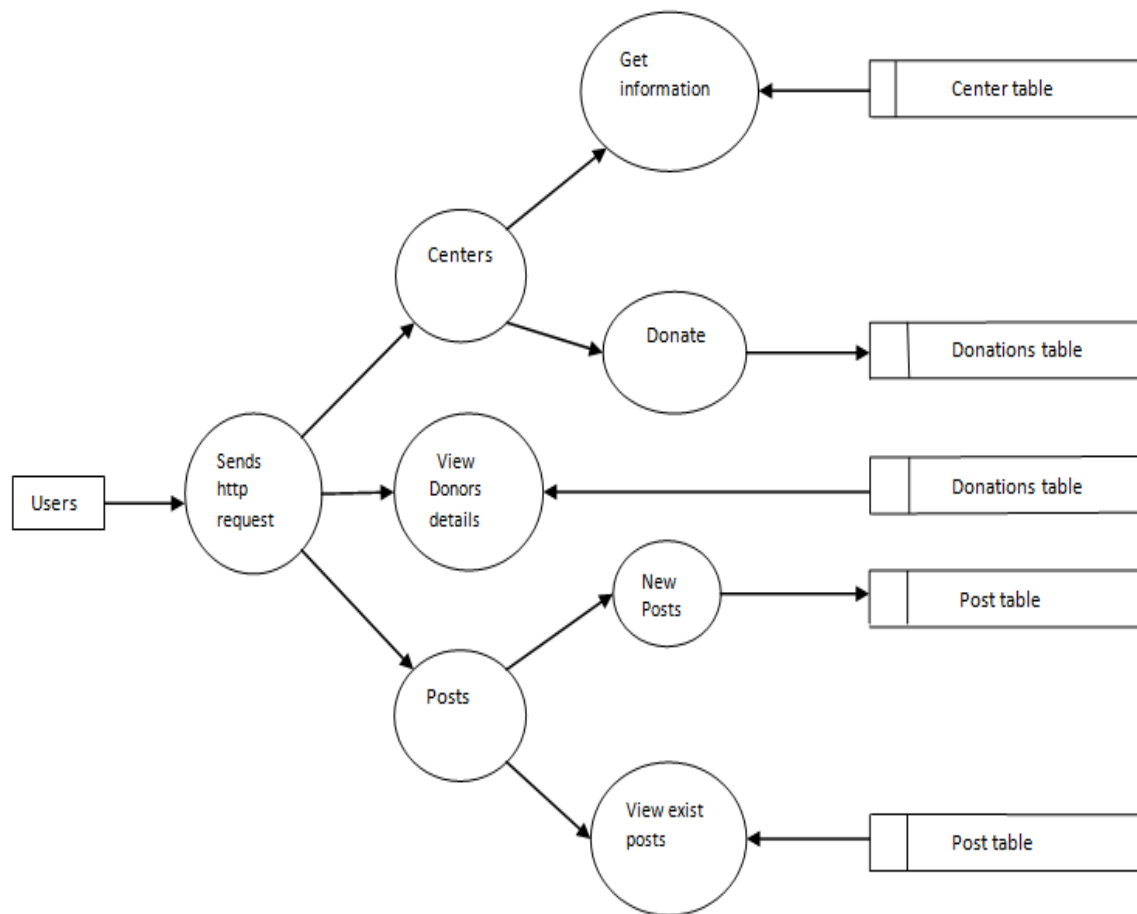 Get
information
Center table
Centers
Donate
Donations table
Users
Sends
http
request
View
Donors
details
Donations table
New
Posts
Post table
Posts
View exist
posts
Post table